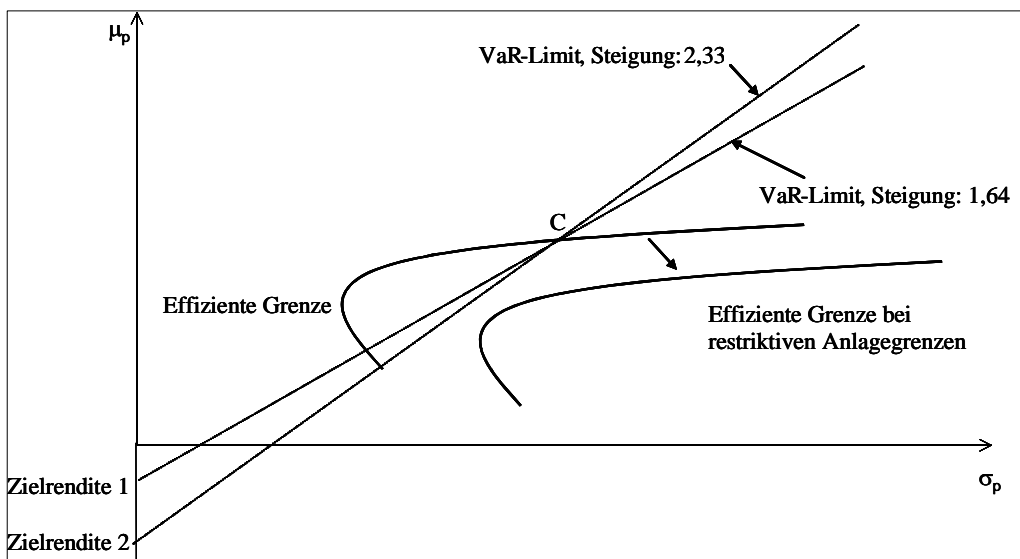 μp
VaR-Limit, Steigung: 2,33
VaR-Limit, Steigung: 1,64
C
Effiziente Grenze
Effiziente Grenze bei
restriktiven Anlagegrenzen
Zielrendite 1
σp
Zielrendite 2